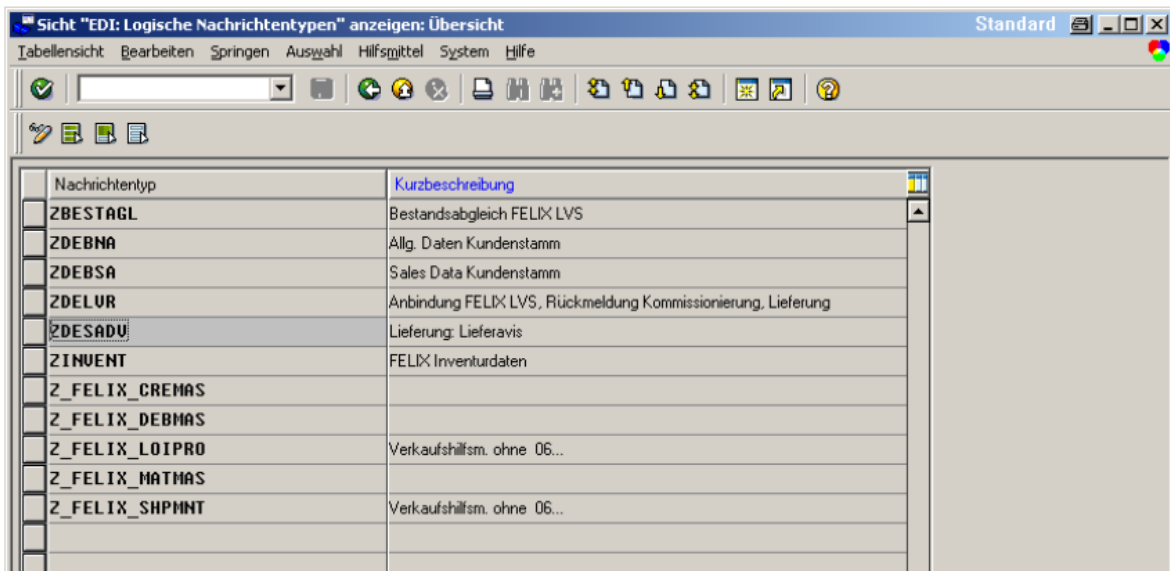 Sicht "EDI: Logische Nachrichtentypen" anzeigen: Übersicht Standard
Tabellensicht Bearbeiten Springen Auswahl Hilfsmittel System Hilfe
Nachrichtentyp Kurzbeschreibung
ZBESTAGL Bestandsabgleich FELIX LVS
ZDEBNA Allg. Daten Kundenstamm
ZDEBSA Sales Data Kundenstamm
ZDELVR Anbindung FELIX LVS, Rückmeldung Kommissionierung, Lieferung
ZDESADV Lieferung: Lieferavis
ZINVENT FELIX Inventurdaten
Z_FELIX_CREMAS
Z_FELIX_DEBMAS
Z_FELIX_LOIPRO Verkaufshilfsm. ohne 06...
Z_FELIX_MATMAS
Z_FELIX_SHPMNT Verkaufshilfsm. ohne 06...